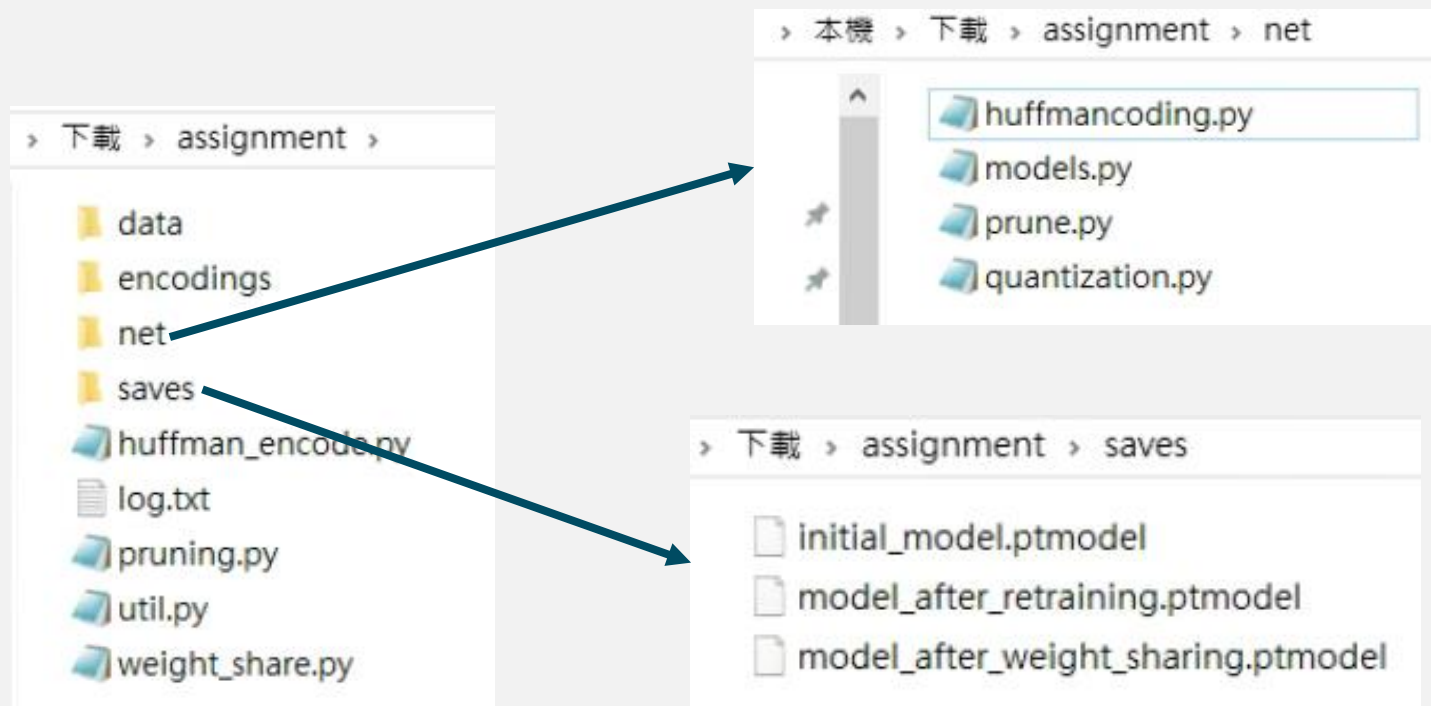 › 下載 › assignment ›
data
encodings
net
saves
huffman_encode.py
log.txt
pruning.py
util.py
weight_share.py
› 本機 › 下載 › assignment › net
huffmancoding.py
models.py
prune.py
quantization.py
› 下載 › assignment › saves
initial_model.ptmodel
model_after_retraining.ptmodel
model_after_weight_sharing.ptmodel